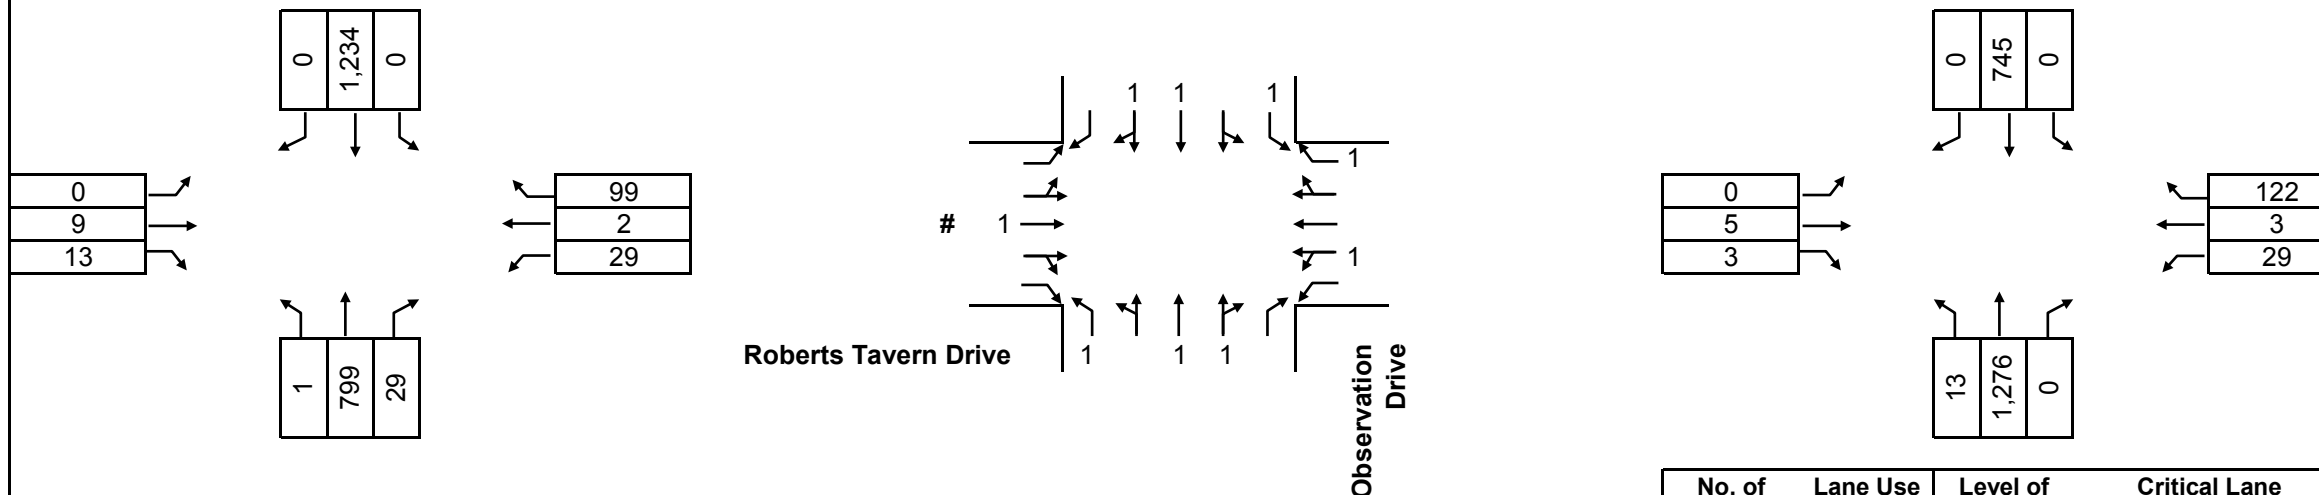 0 1,234 0
0
9
13
99
2
29
1 799 29
1 1 1
1
# 1
1
1 1 1
Roberts Tavern Drive
Observation
Drive
0 745 0
0
5
3
122
3
29
13 1,276 0
No. of Lane Use Level of Critical Lane